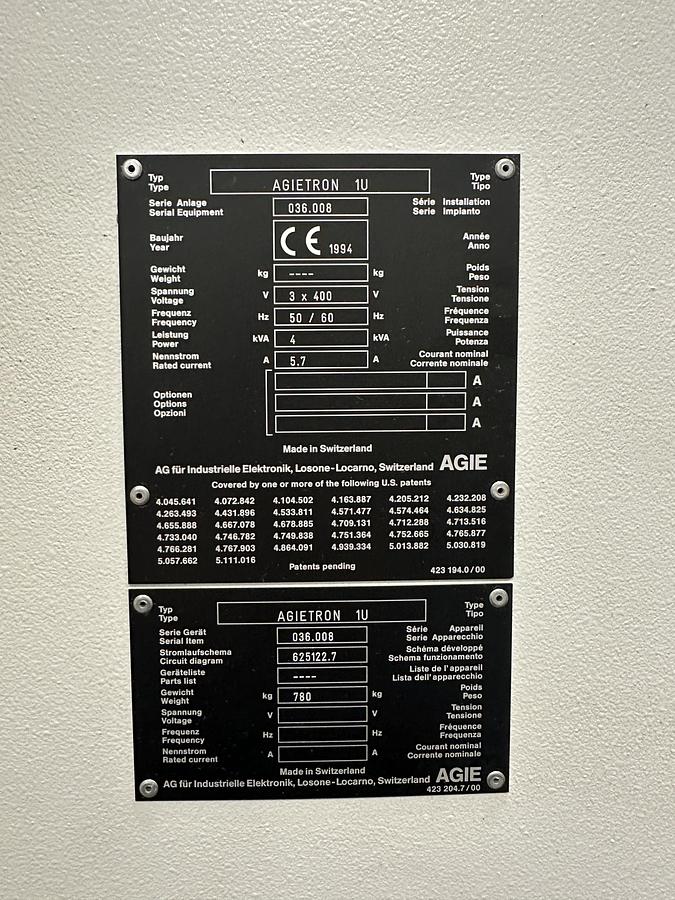 Typ Type AGIETRON 1U Type Tipo
Serie Anlage Serial Equipment 036.008 Série Installation Serie Impianto
Baujahr Year CE 1994 Année Anno
Gewicht Weight kg ---- kg Poids Peso
Spannung Voltage V 3 x 400 V Tension Tensione
Frequenz Frequency Hz 50 / 60 Hz Fréquence Frequenza
Leistung Power kVA 4 kVA Puissance Potenza
Nennstrom Rated current A 5.7 A Courant nominal Corrente nominale
A
Optionen Options Opzioni A
A
Made in Switzerland
AG für Industrielle Elektronik, Losone-Locarno, Switzerland AGIE
Covered by one or more of the following U.S. patents
4.045.641 4.072.842 4.104.502 4.163.887 4.205.212 4.232.208
4.263.493 4.431.896 4.533.811 4.571.477 4.574.464 4.634.825
4.655.888 4.667.078 4.678.885 4.709.131 4.712.288 4.713.516
4.733.040 4.746.782 4.749.838 4.751.364 4.752.665 4.765.877
4.766.281 4.767.903 4.864.091 4.939.334 5.013.882 5.030.819
5.057.662 5.111.016
Patents pending 423 194.0/00
Typ Type AGIETRON 1U Type Tipo
Serie Gerät Serial Item 036.008 Série Appareil Serie Apparecchio
Stromlaufschema Circuit diagram 625122.7 Schéma développé Schema funzionamento
Geräteliste Parts list ---- Liste de l'appareil Lista dell'apparecchio
Gewicht Weight kg 780 kg Poids Peso
Spannung Voltage V V Tension Tensione
Frequenz Frequency Hz Hz Fréquence Frequenza
Nennstrom Rated current A A Courant nominal Corrente nominale
Made in Switzerland
AG für Industrielle Elektronik, Losone-Locarno, Switzerland AGIE
423 204.7/00